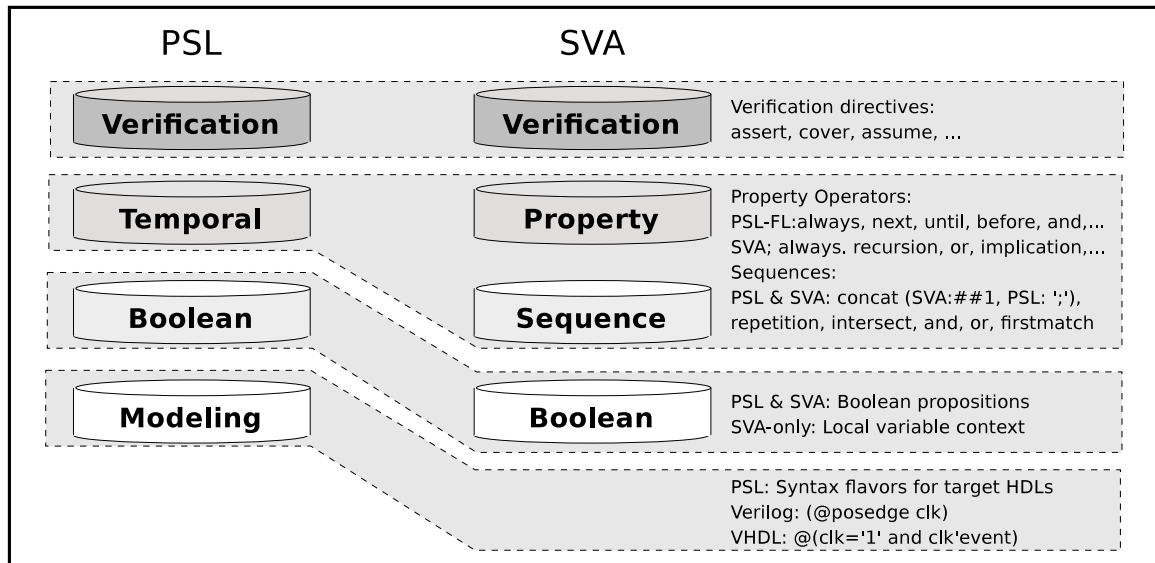 PSL
SVA
Verification
Verification
Verification directives:
assert, cover, assume, ...
Temporal
Property
Property Operators:
PSL-FL:always, next, until, before, and,...
SVA; always. recursion, or, implication,...
Sequences:
PSL & SVA: concat (SVA:##1, PSL: ';'),
repetition, intersect, and, or, firstmatch
Boolean
Sequence
Modeling
Boolean
PSL & SVA: Boolean propositions
SVA-only: Local variable context
PSL: Syntax flavors for target HDLs
Verilog: (@posedge clk)
VHDL: @(clk='1' and clk'event)